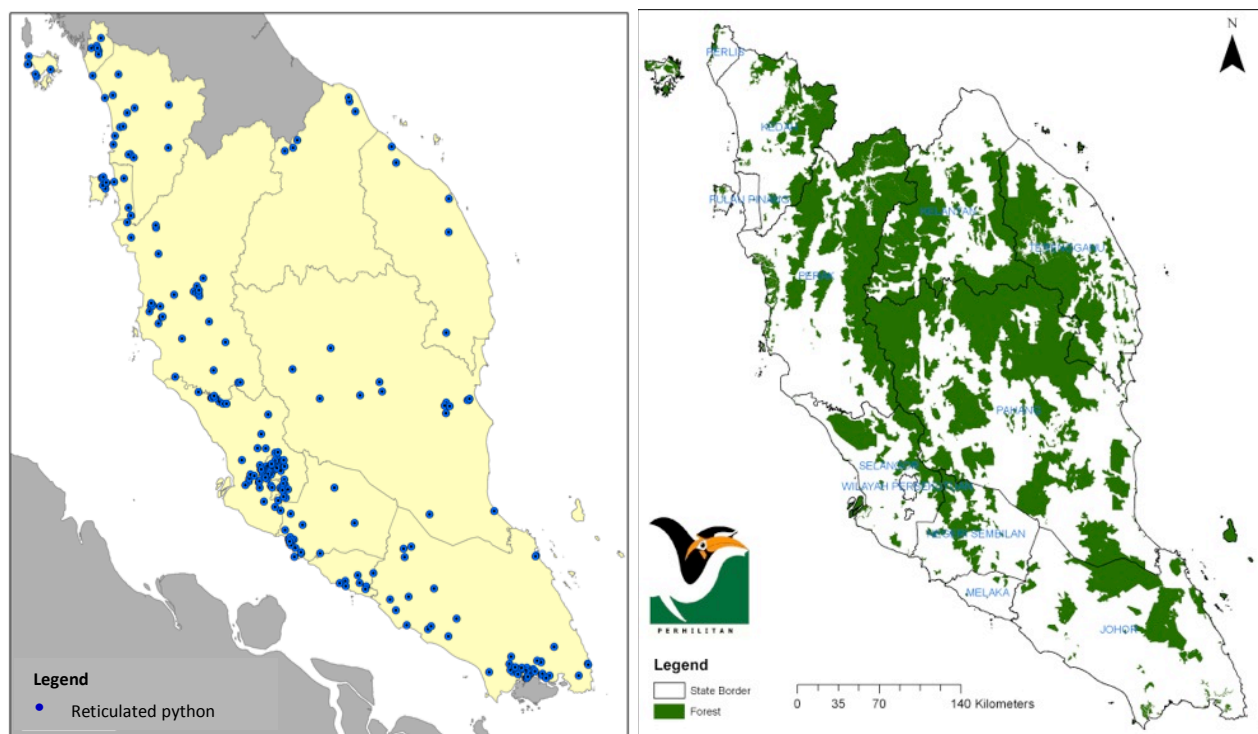 Legend
Reticulated python
N
PERLIS
KEDAH
PULAU PINANG
KELANTAN
TERENGGANU
PERAK
PAHANG
SELANGOR
WILAYAH PERSEKUTUAN
NEGERI SEMBILAN
MELAKA
JOHOR
PERHILITAN
Legend
State Border
Forest
0 35 70 140 Kilometers